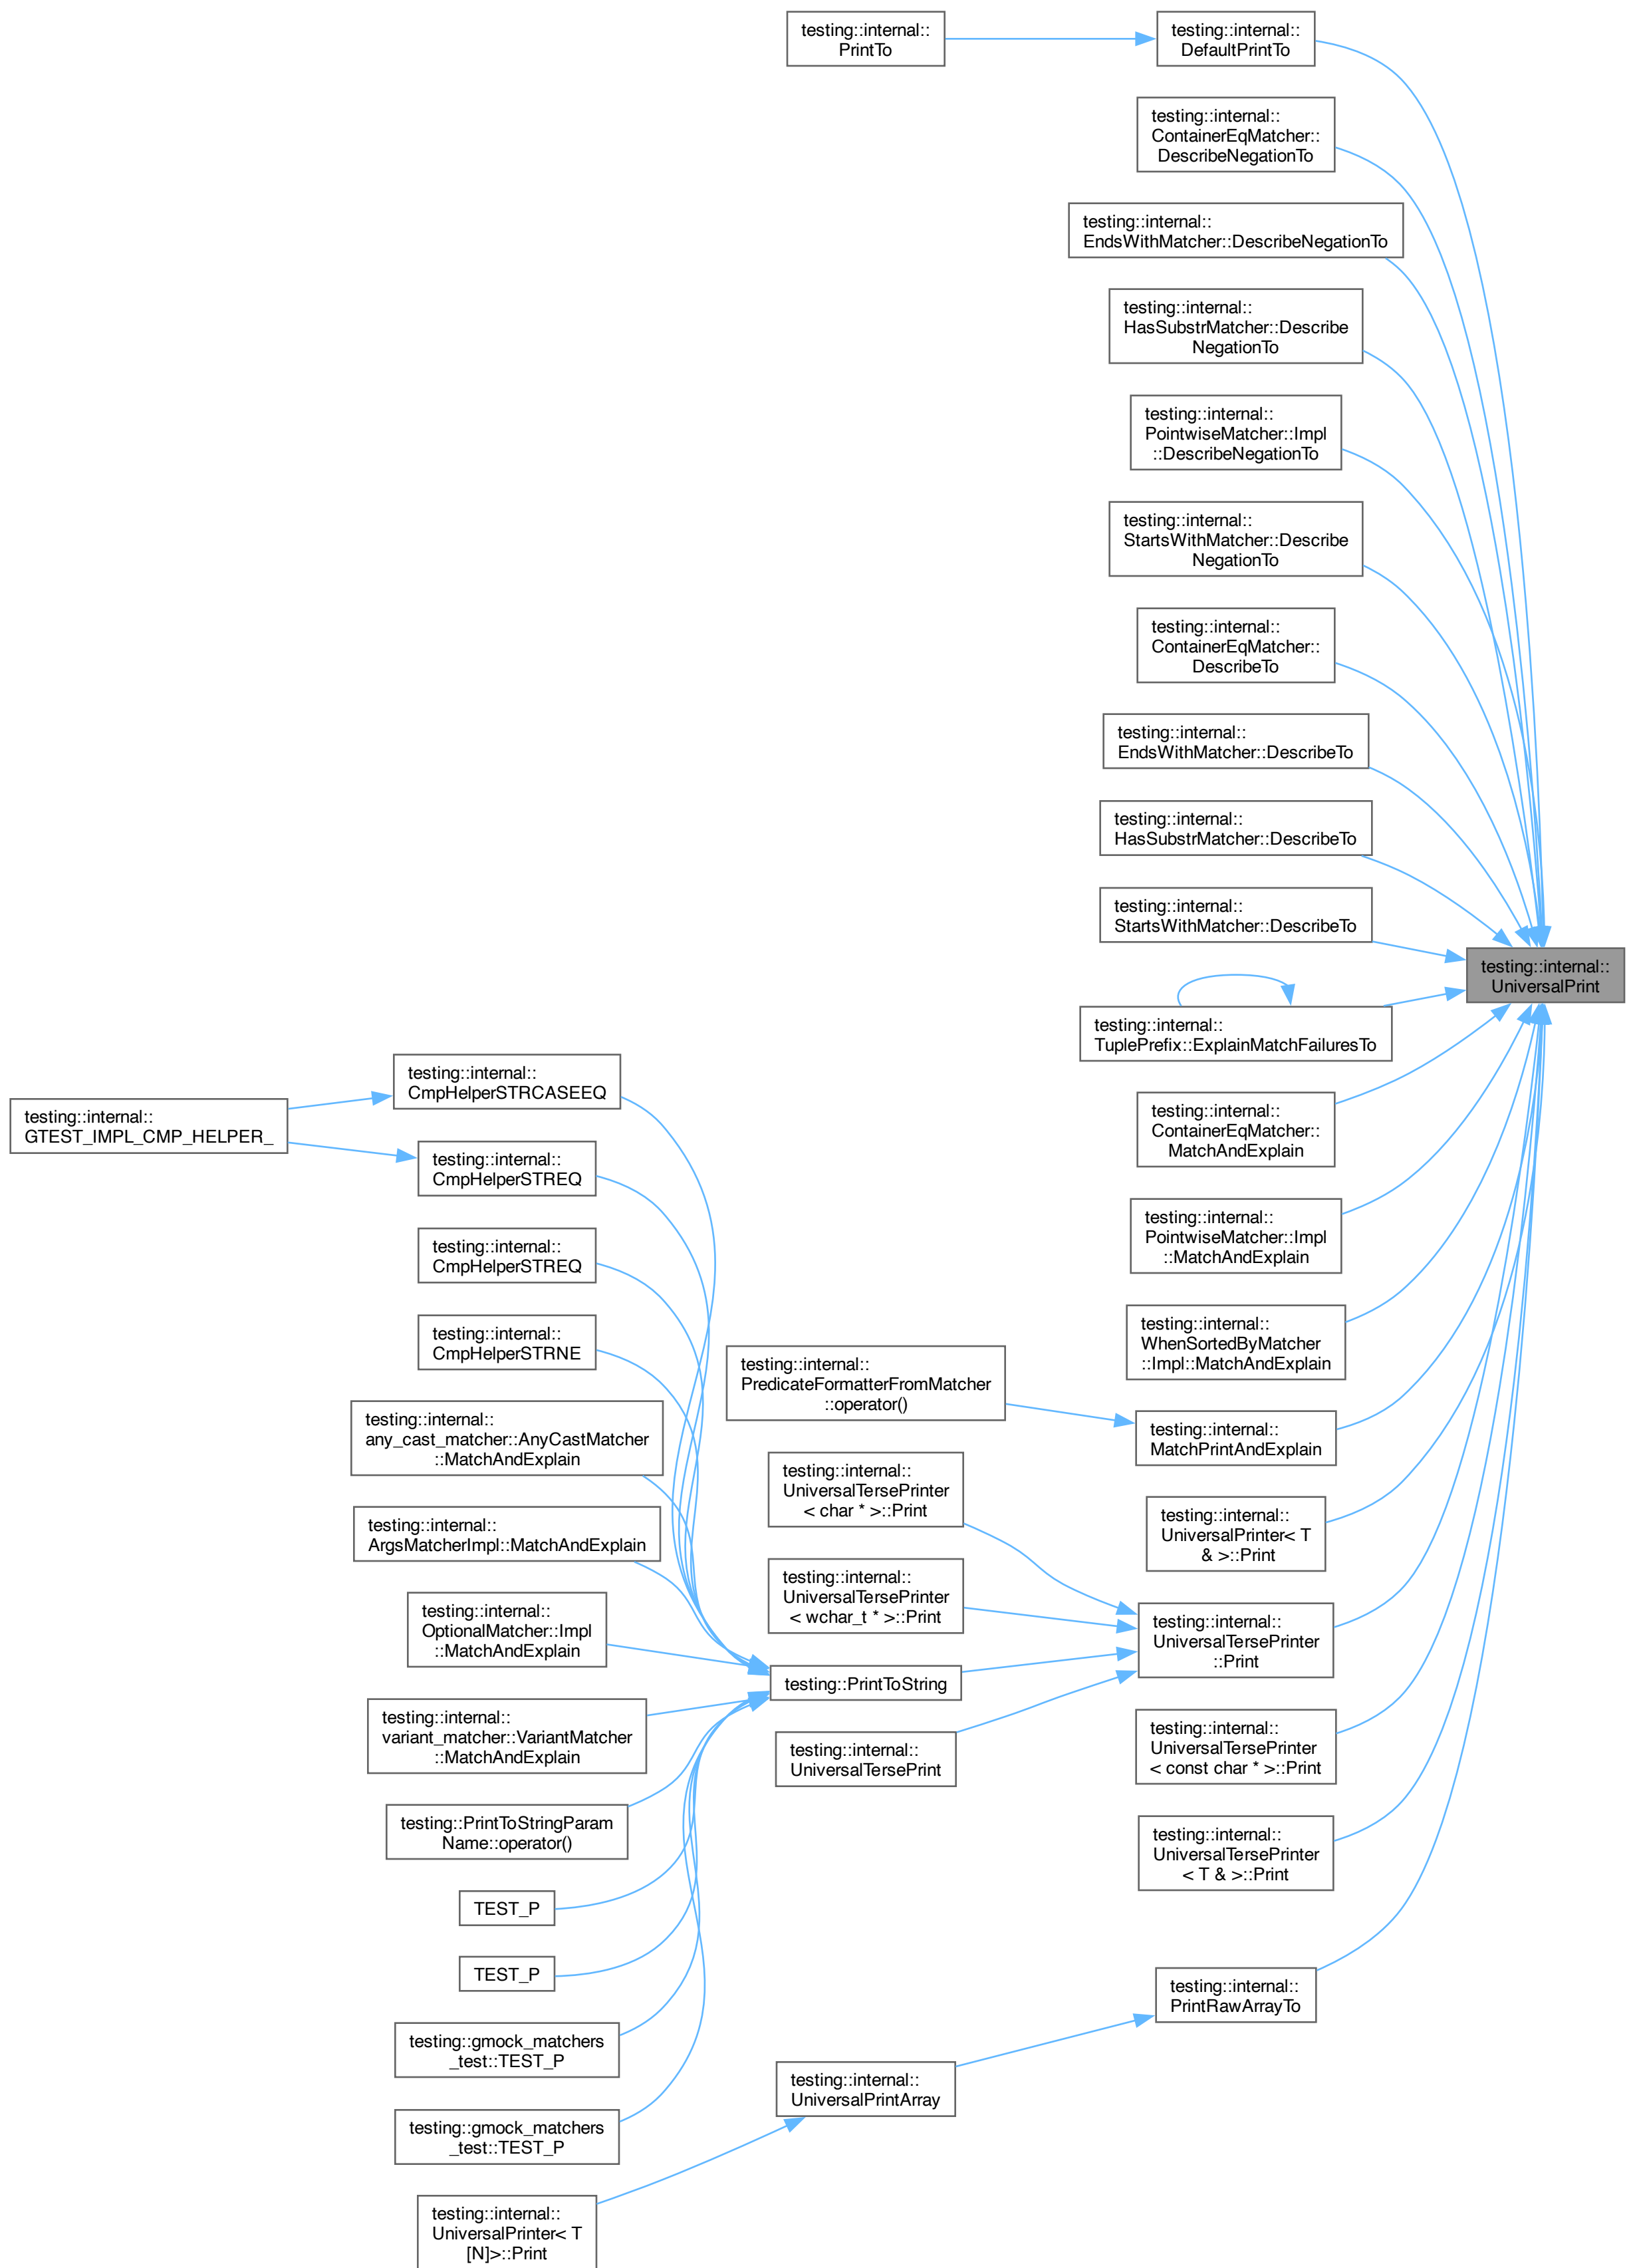 testing::internal::
PrintTo
testing::internal::
DefaultPrintTo
testing::internal::
ContainerEqMatcher::
DescribeNegationTo
testing::internal::
EndsWithMatcher::DescribeNegationTo
testing::internal::
HasSubstrMatcher::Describe
NegationTo
testing::internal::
PointwiseMatcher::Impl
::DescribeNegationTo
testing::internal::
StartsWithMatcher::Describe
NegationTo
testing::internal::
ContainerEqMatcher::
DescribeTo
testing::internal::
EndsWithMatcher::DescribeTo
testing::internal::
HasSubstrMatcher::DescribeTo
testing::internal::
StartsWithMatcher::DescribeTo
testing::internal::
UniversalPrint
testing::internal::
TuplePrefix::ExplainMatchFailuresTo
testing::internal::
ContainerEqMatcher::
MatchAndExplain
testing::internal::
PointwiseMatcher::Impl
::MatchAndExplain
testing::internal::
WhenSortedByMatcher
::Impl::MatchAndExplain
testing::internal::
MatchPrintAndExplain
testing::internal::
UniversalPrinter< T
& >::Print
testing::internal::
UniversalTersePrinter
::Print
testing::internal::
UniversalTersePrinter
< const char * >::Print
testing::internal::
UniversalTersePrinter
< T & >::Print
testing::internal::
PrintRawArrayTo
testing::internal::
PredicateFormatterFromMatcher
::operator()
testing::internal::
UniversalTersePrinter
< char * >::Print
testing::internal::
UniversalTersePrinter
< wchar_t * >::Print
testing::PrintToString
testing::internal::
UniversalTersePrint
testing::internal::
UniversalPrintArray
testing::internal::
CmpHelperSTRCASEEQ
testing::internal::
GTEST_IMPL_CMP_HELPER_
testing::internal::
CmpHelperSTREQ
testing::internal::
CmpHelperSTREQ
testing::internal::
CmpHelperSTRNE
testing::internal::
any_cast_matcher::AnyCastMatcher
::MatchAndExplain
testing::internal::
ArgsMatcherImpl::MatchAndExplain
testing::internal::
OptionalMatcher::Impl
::MatchAndExplain
testing::internal::
variant_matcher::VariantMatcher
::MatchAndExplain
testing::PrintToStringParam
Name::operator()
TEST_P
TEST_P
testing::gmock_matchers
_test::TEST_P
testing::gmock_matchers
_test::TEST_P
testing::internal::
UniversalPrinter< T
[N]>::Print